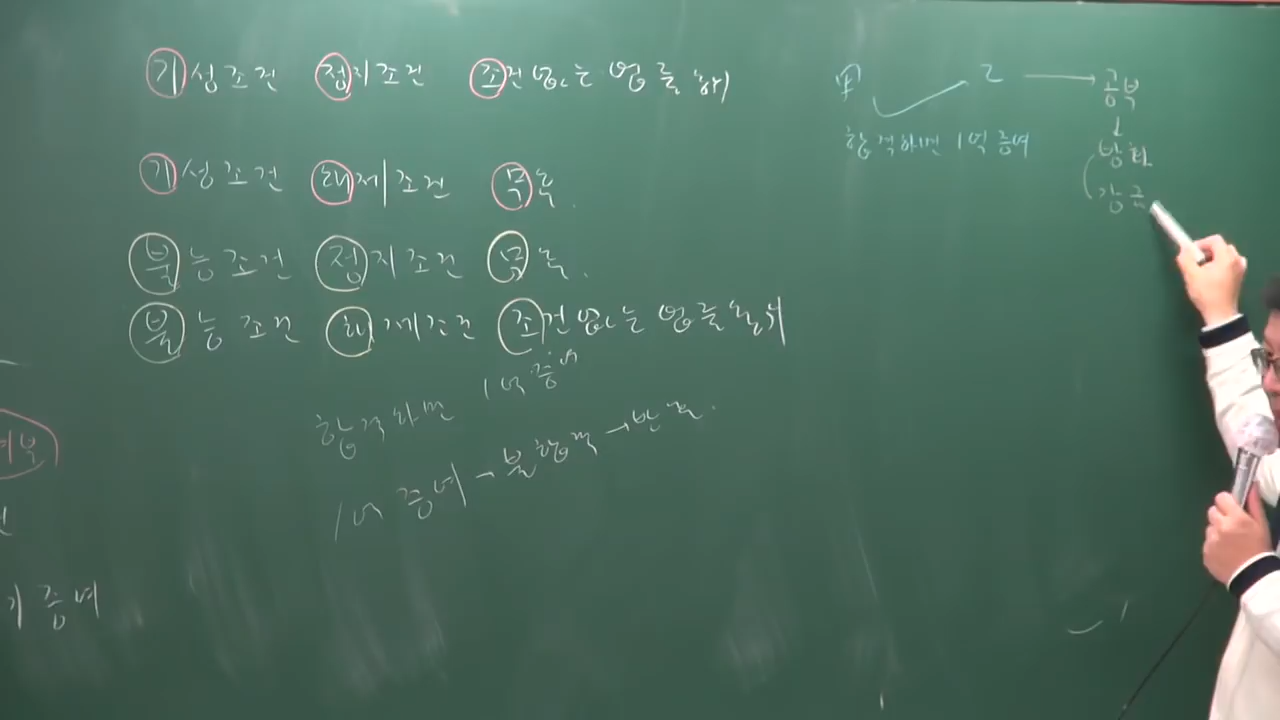 기성조건 정지조건 조건 없는 법률행위
기성조건 해제조건 무효.
불능조건 정지조건 무효.
불능조건 해제조건 조건 없는 법률행위
합격하면 1억 증여
1억 증여 → 불합격 → 반환.
甲 乙 → 공부
합격하면 1억 증여
↓
방해
증여